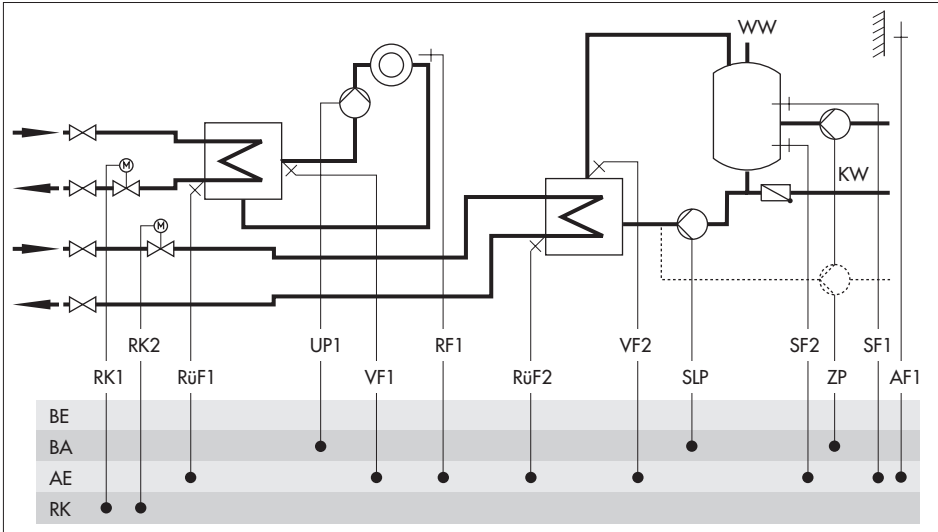 WW
M
KW
M
RK2 UP1 RF1 VF2 SF2 SF1
RK1 RüF1 VF1 RüF2 SLP ZP AF1
BE
BA
AE
RK